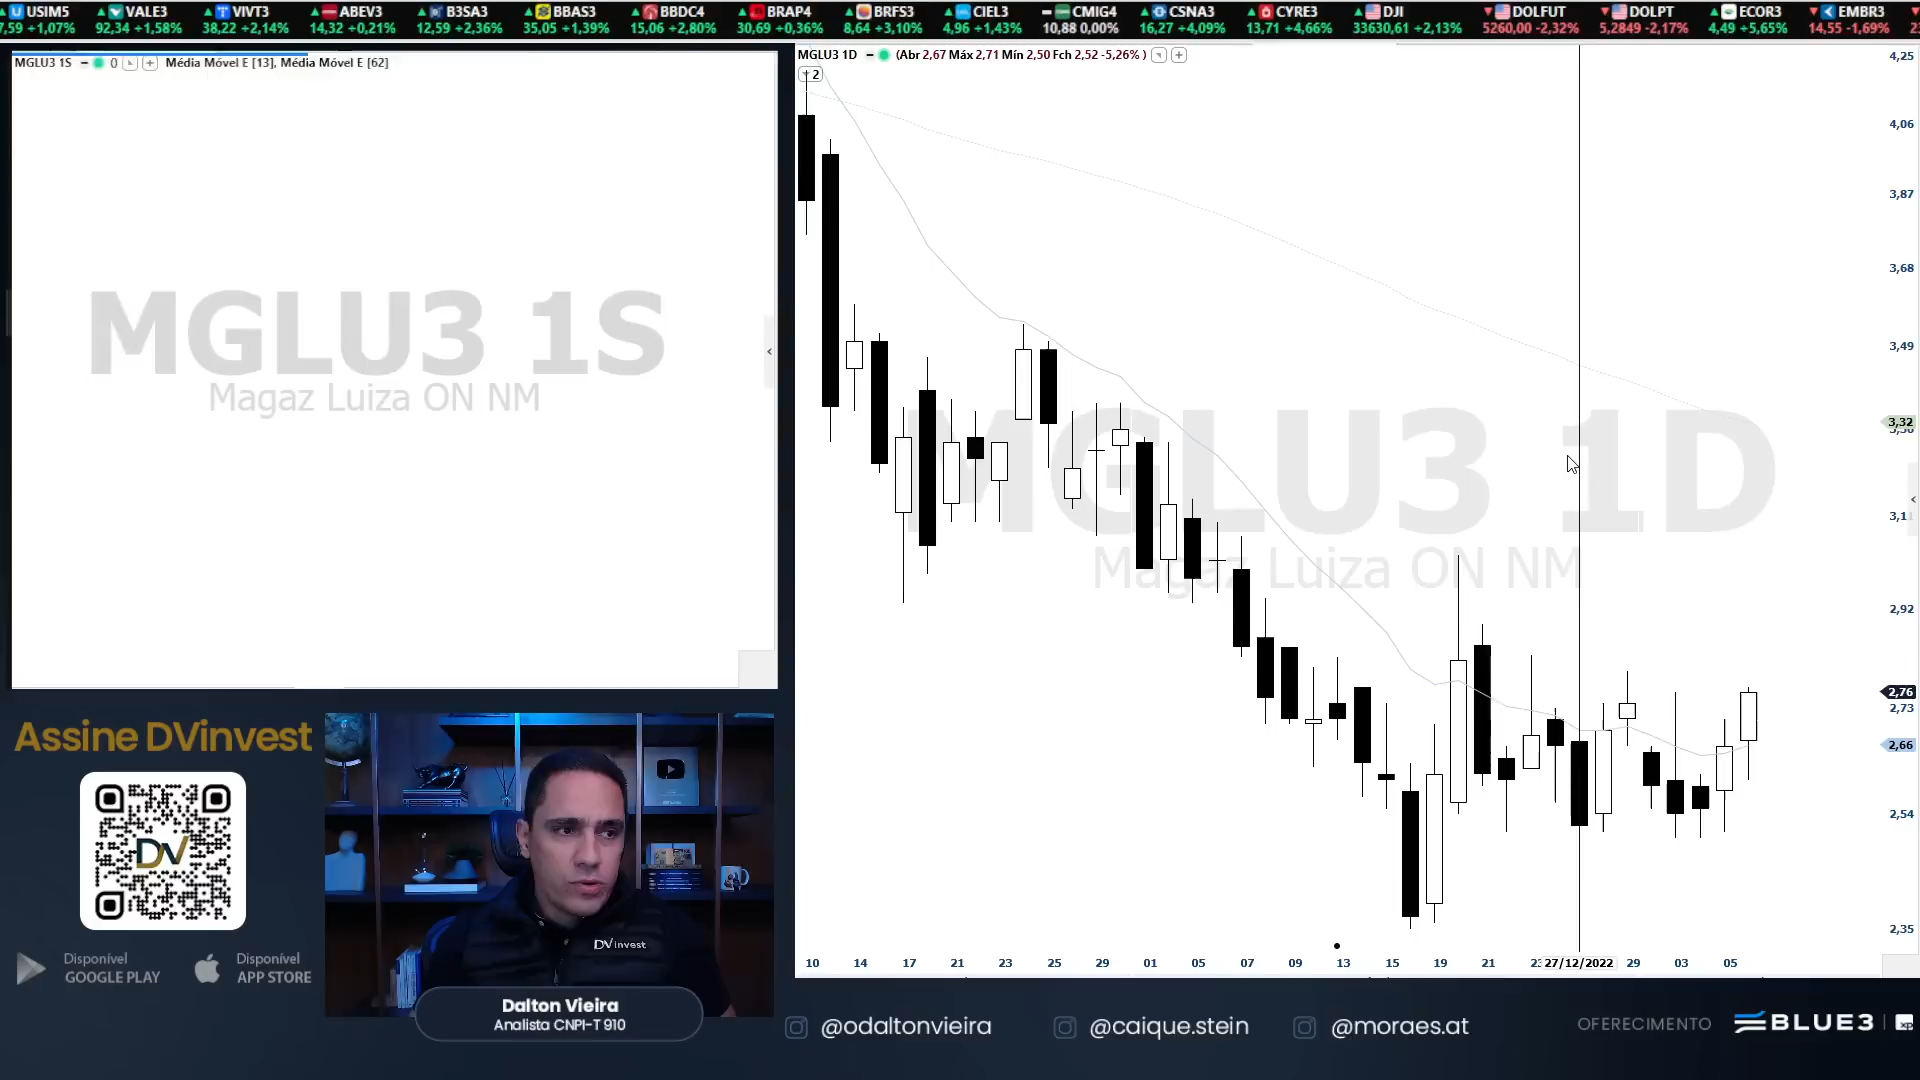 USIM5 VALE3 VIVT3 ABEV3 B3SA3 BBAS3 BBDC4 BRAP4 BRFS3 CIEL3 CMIG4 CSNA3 CYRE3 DJI DOLFUT DOLPT ECOR3 EMBR3
7,59 +1,07% 92,34 +1,58% 38,22 +2,14% 14,32 +0,21% 12,59 +2,36% 35,05 +1,39% 15,06 +2,80% 30,69 +0,36% 8,64 +3,10% 4,96 +1,43% 10,88 0,00% 16,27 +4,09% 13,71 +4,66% 33630,61 +2,13% 5260,00 -2,32% 5,2849 -2,17% 4,49 +5,65% 14,55 -1,69%
MGLU3 1S 0 Média Móvel E [13], Média Móvel E [62]
MGLU3 1S
Magaz Luiza ON NM
MGLU3 1D (Abr 2,67 Máx 2,71 Mín 2,50 Fch 2,52 -5,26% )
2
MGLU3 1D
Magaz Luiza ON NM
4,25
4,06
3,87
3,68
3,49
3,32
3,11
2,92
2,76
2,73
2,66
2,54
2,35
10 14 17 21 23 25 29 01 05 07 09 13 15 19 21 27/12/2022 29 03 05
Assine DVinvest
DV
Disponível
GOOGLE PLAY
Disponível
APP STORE
DVinvest
Dalton Vieira
Analista CNPI-T 910
@odaltonvieira
@caique.stein
@moraes.at
OFERECIMENTO
BLUE3
xp